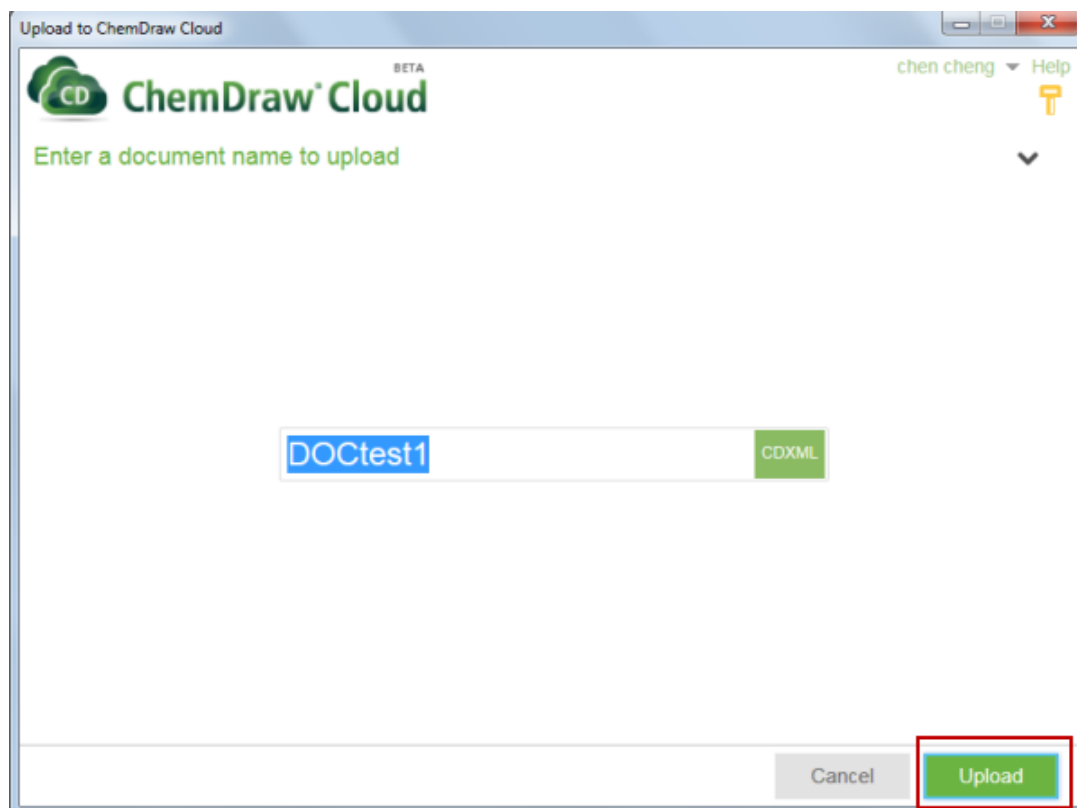 Upload to ChemDraw Cloud
BETA
CD ChemDraw® Cloud
chen cheng Help
Enter a document name to upload
DOCtest1 CDXML
Cancel Upload